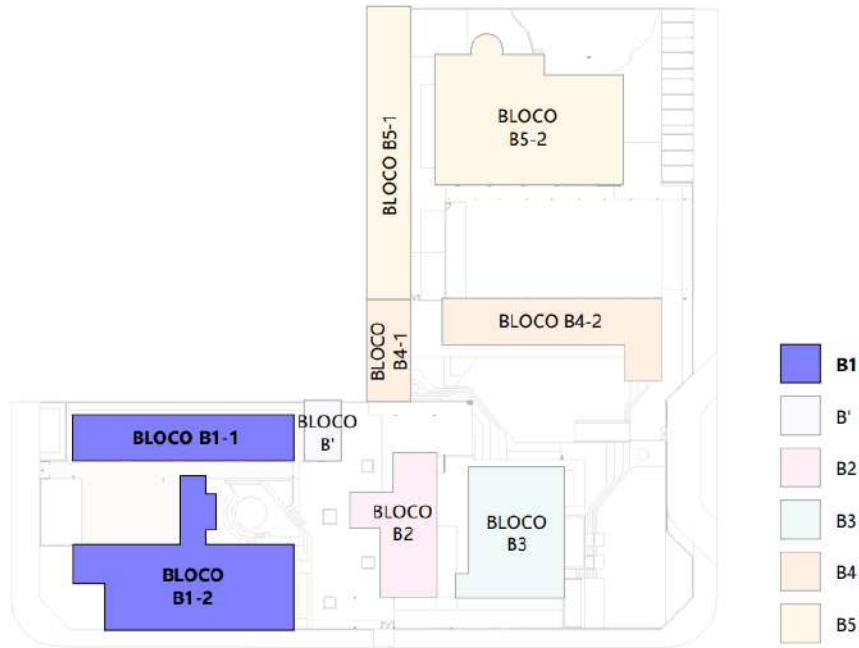 BLOCO B5-1
BLOCO
B5-2
BLOCO
B4-1
BLOCO B4-2
BLOCO B1-1
BLOCO
B'
BLOCO
B2
BLOCO
B3
BLOCO
B1-2
B1
B'
B2
B3
B4
B5